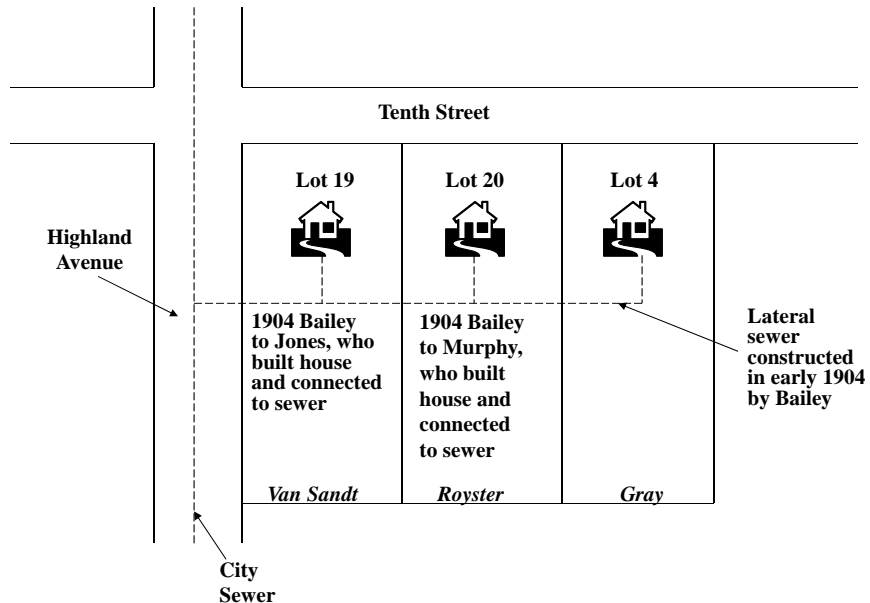 Tenth Street
Lot 19
Lot 20
Lot 4
Highland
Avenue
1904 Bailey
to Jones, who
built house
and connected
to sewer
1904 Bailey
to Murphy,
who built
house and
connected
to sewer
Lateral
sewer
constructed
in early 1904
by Bailey
Van Sandt
Royster
Gray
City
Sewer